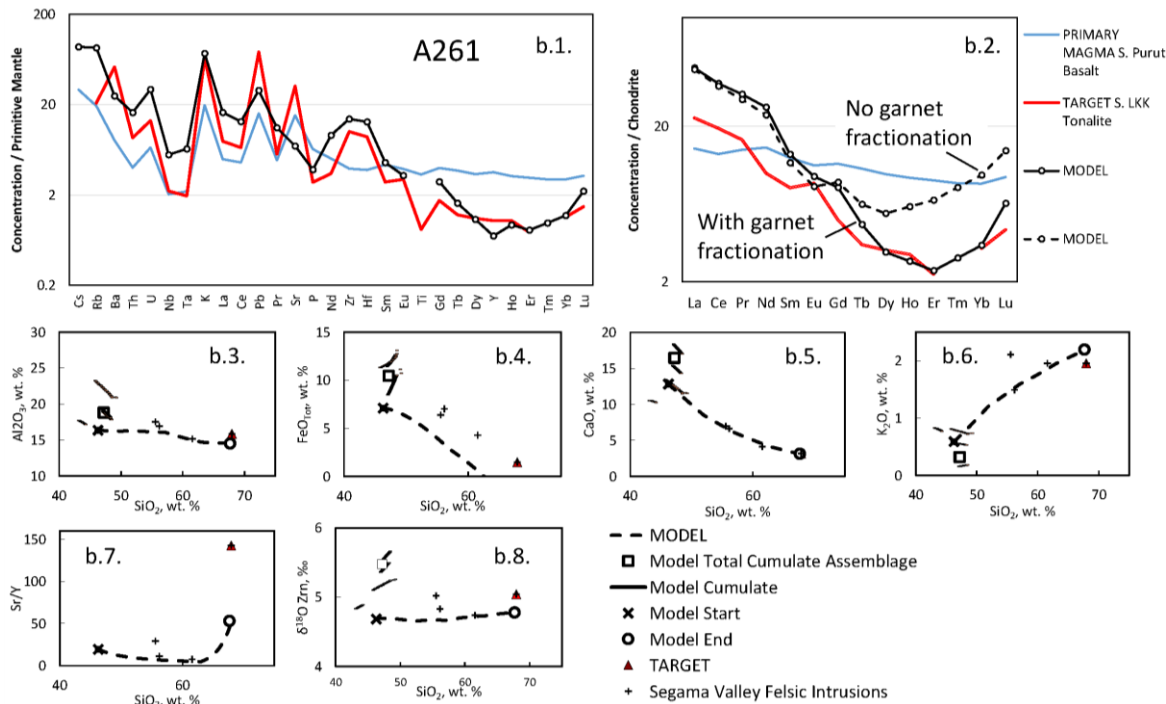 200
20
2
0.2
Concentration / Primitive Mantle
A261
b.1.
Cs Rb Ba Th U Nb Ta K La Ce Pb Pr Sr P Nd Zr Hf Sm Eu Ti Gd Tb Dy Y Ho Er Tm Yb Lu
20
2
Concentration / Chondrite
b.2.
No garnet
fractionation
With garnet
fractionation
La Ce Pr Nd Sm Eu Gd Tb Dy Ho Er Tm Yb Lu
PRIMARY
MAGMA S. Purut
Basalt
TARGET S. LKK
Tonalite
MODEL
MODEL
30
25
20
15
10
Al2O₃, wt. %
b.3.
40 50 60 70
SiO₂, wt. %
15
10
5
0
FeO_Tot, wt. %
b.4.
40 50 60 70
SiO₂, wt. %
20
15
10
5
0
CaO, wt. %
b.5.
40 50 60 70
SiO₂, wt. %
2
1
0
K₂O, wt. %
b.6.
40 50 60 70
SiO₂, wt. %
150
100
50
0
Sr/Y
b.7.
40 60
SiO₂, wt. %
6
5
4
δ¹⁸O Zrn, ‰
b.8.
40 50 60 70
SiO₂, wt. %
MODEL
Model Total Cumulate Assemblage
Model Cumulate
Model Start
Model End
TARGET
Segama Valley Felsic Intrusions